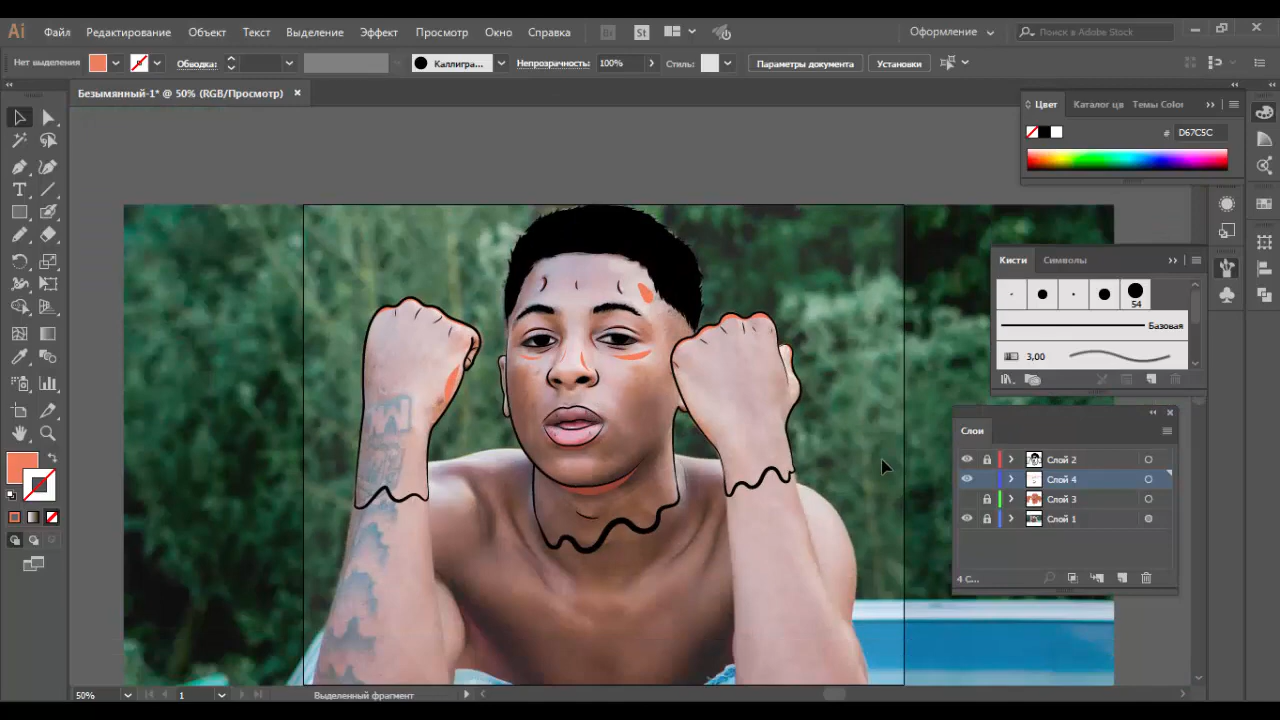 Ai Файл Редактирование Объект Текст Выделение Эффект Просмотр Окно Справка Br St Оформление Поиск в Adobe Stock
Нет выделения Обводка: Каллигра... Непрозрачность: 100% Стиль: Параметры документа Установки
Безымянный-1* @ 50% (RGB/Просмотр) ×
Цвет Каталог цв Темы Color
# D67C5C
Кисти Символы
54
Базовая
3,00
Слои
Слой 2
Слой 4
Слой 3
Слой 1
4 С...
50% 1 Выделенный фрагмент